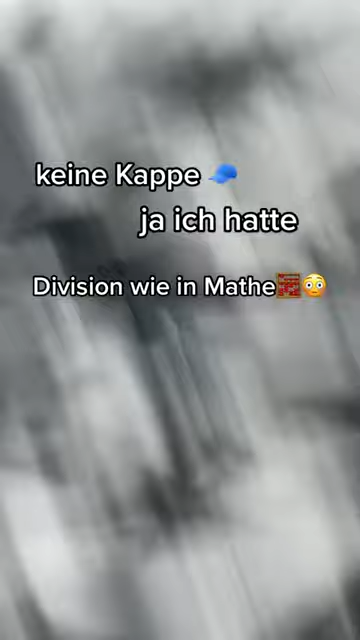 keine Kappe 🧢
ja ich hatte
Division wie in Mathe🧮😳